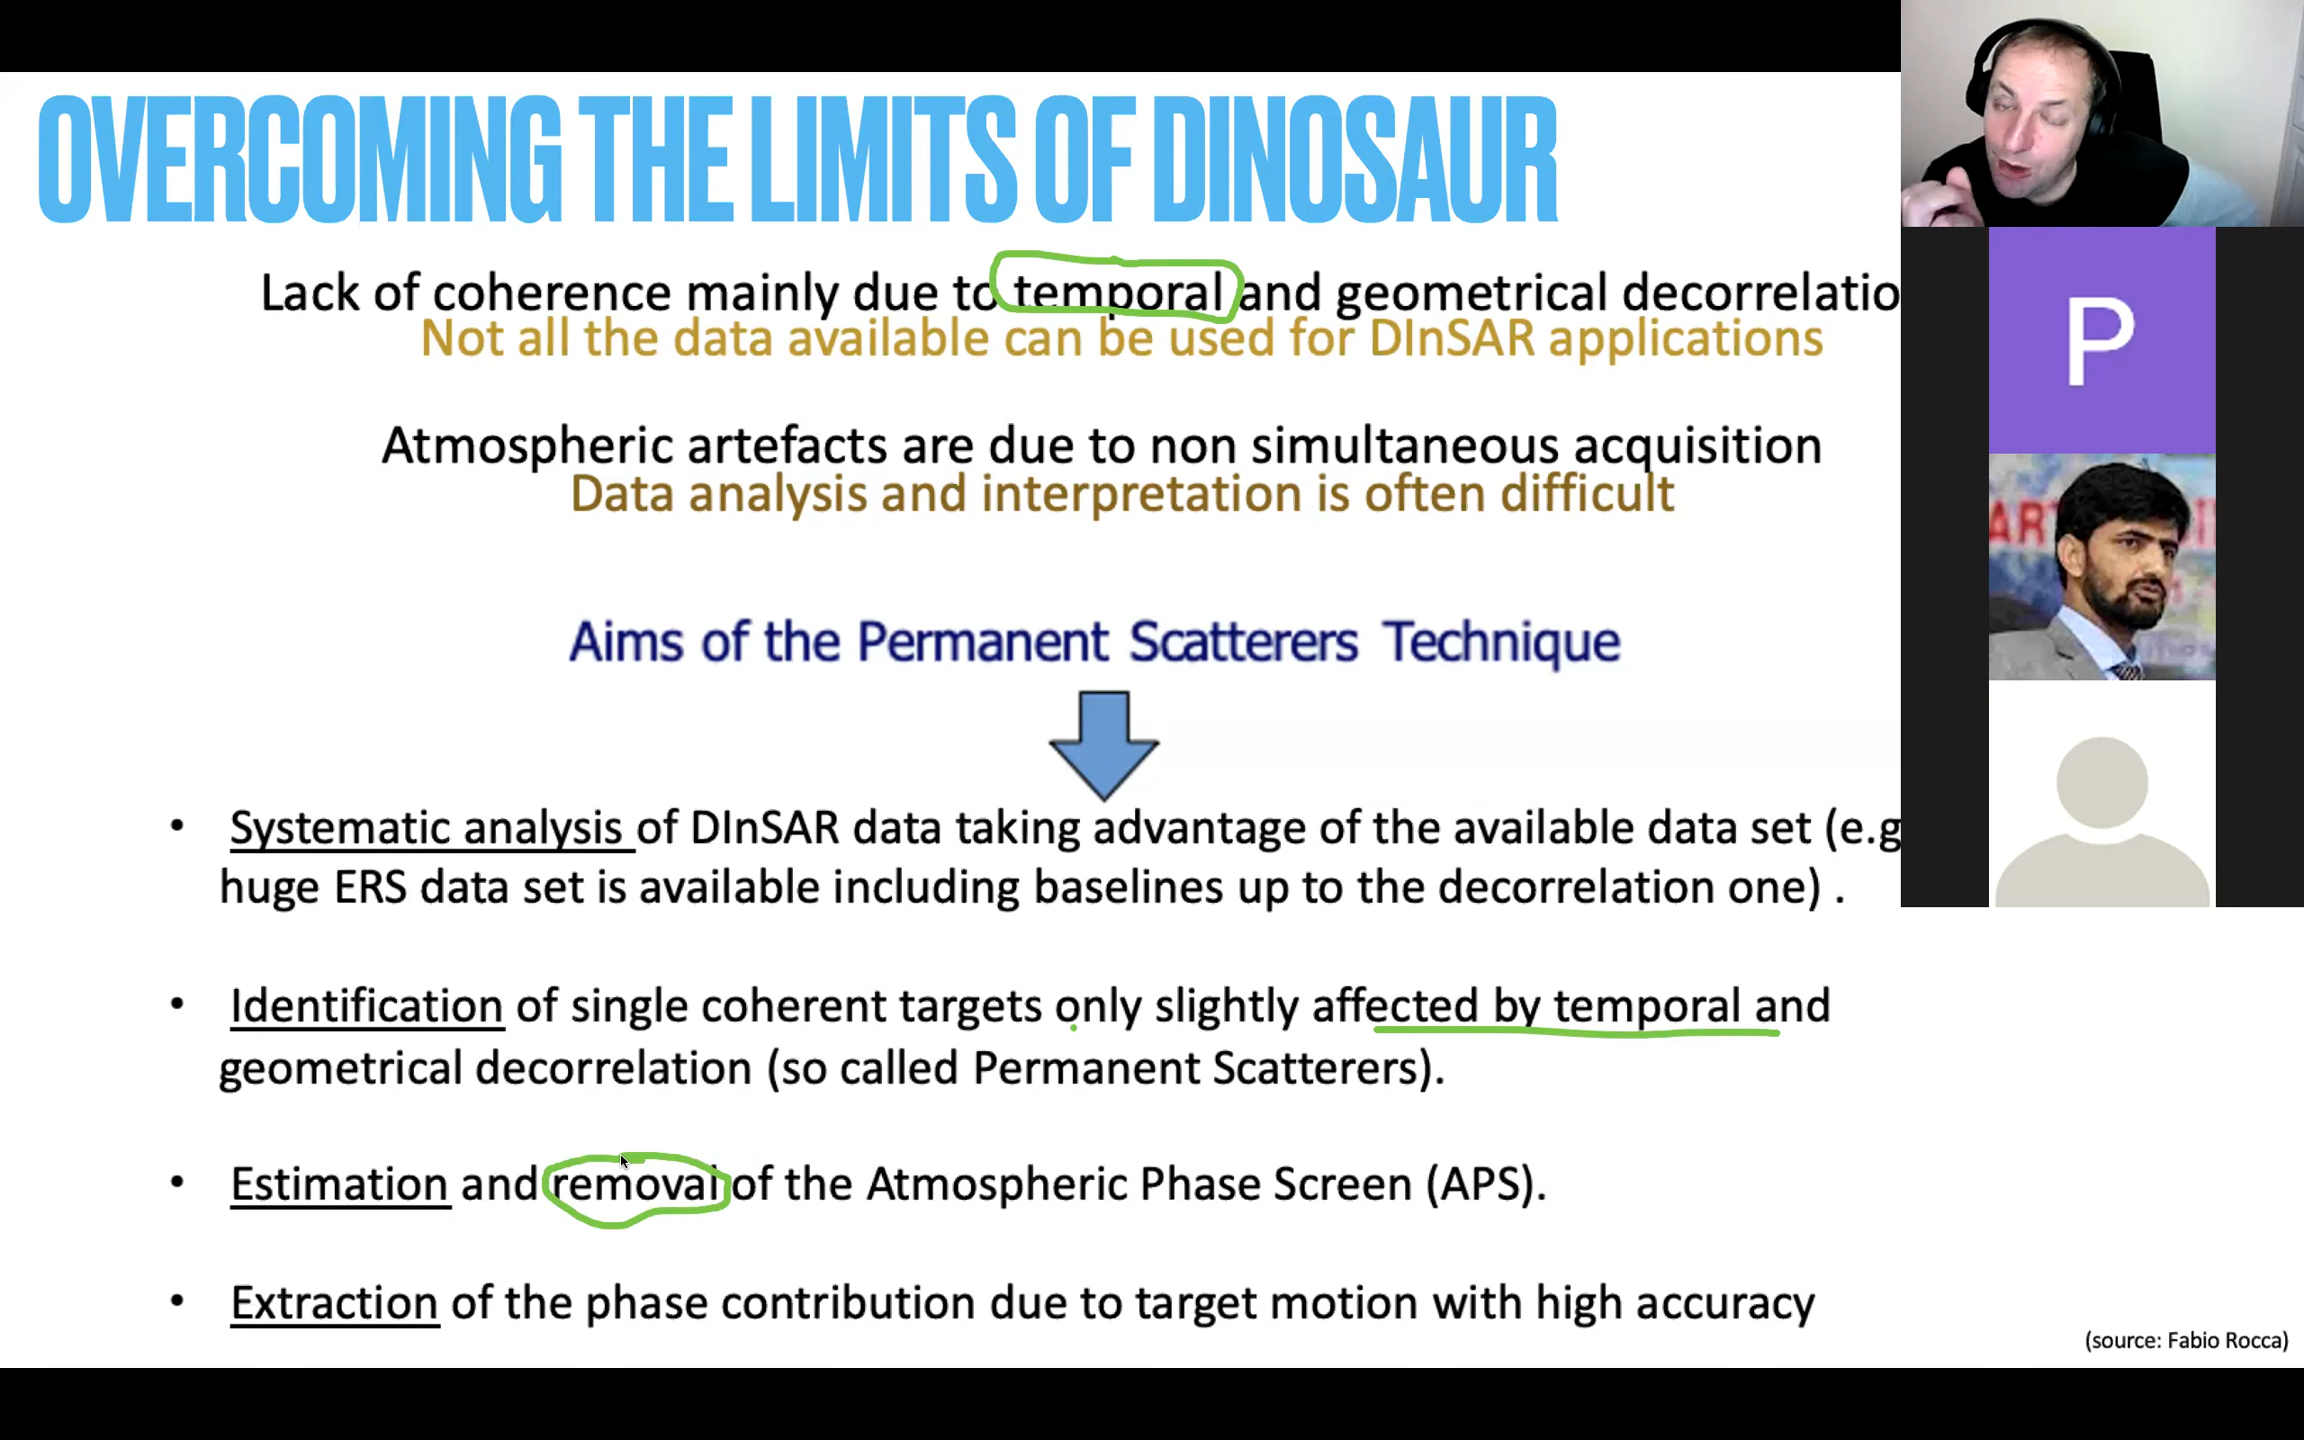 OVERCOMING THE LIMITS OF DINOSAUR
Lack of coherence mainly due to temporal and geometrical decorrelatio
Not all the data available can be used for DInSAR applications
Atmospheric artefacts are due to non simultaneous acquisition
Data analysis and interpretation is often difficult
Aims of the Permanent Scatterers Technique
• Systematic analysis of DInSAR data taking advantage of the available data set (e.g
huge ERS data set is available including baselines up to the decorrelation one) .
• Identification of single coherent targets only slightly affected by temporal and
geometrical decorrelation (so called Permanent Scatterers).
• Estimation and removal of the Atmospheric Phase Screen (APS).
• Extraction of the phase contribution due to target motion with high accuracy
(source: Fabio Rocca)
P